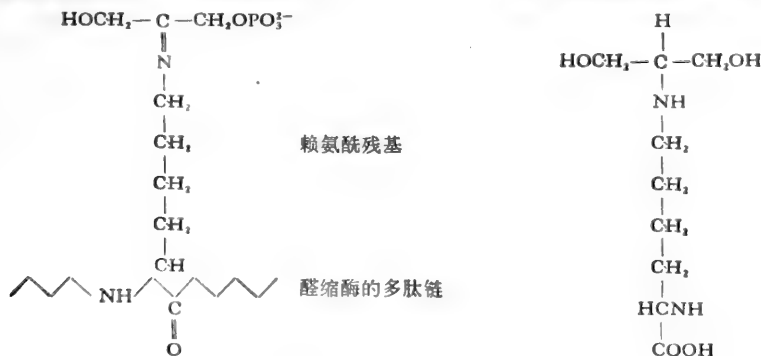 HOCH₂—C—CH₂OPO₃²⁻
N
CH₂
CH₂
CH₂
CH₂
CH
NH
C
O
赖氨酰残基
醛缩酶的多肽链
H
HOCH₂—C—CH₂OH
NH
CH₂
CH₂
CH₂
CH₂
HCNH
COOH